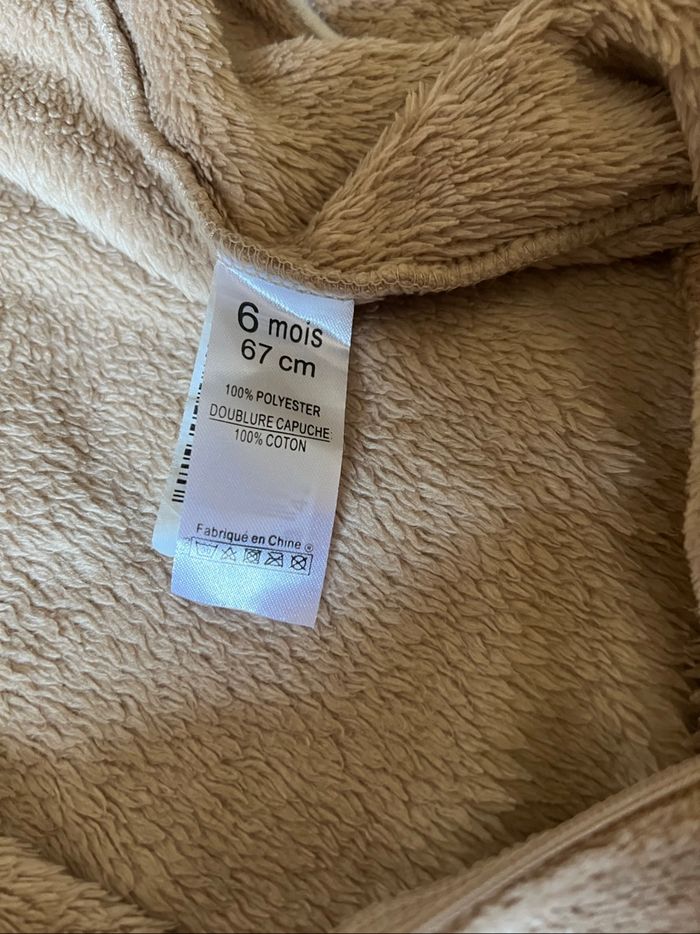 6 mois
67 cm
100% POLYESTER
DOUBLURE CAPUCHE:
100% COTON
Fabriqué en Chine ®